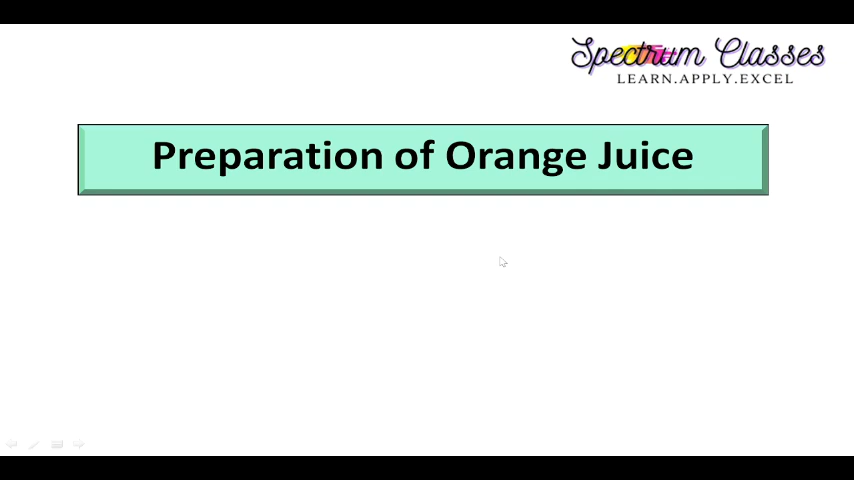 Spectrum Classes
LEARN.APPLY.EXCEL
Preparation of Orange Juice